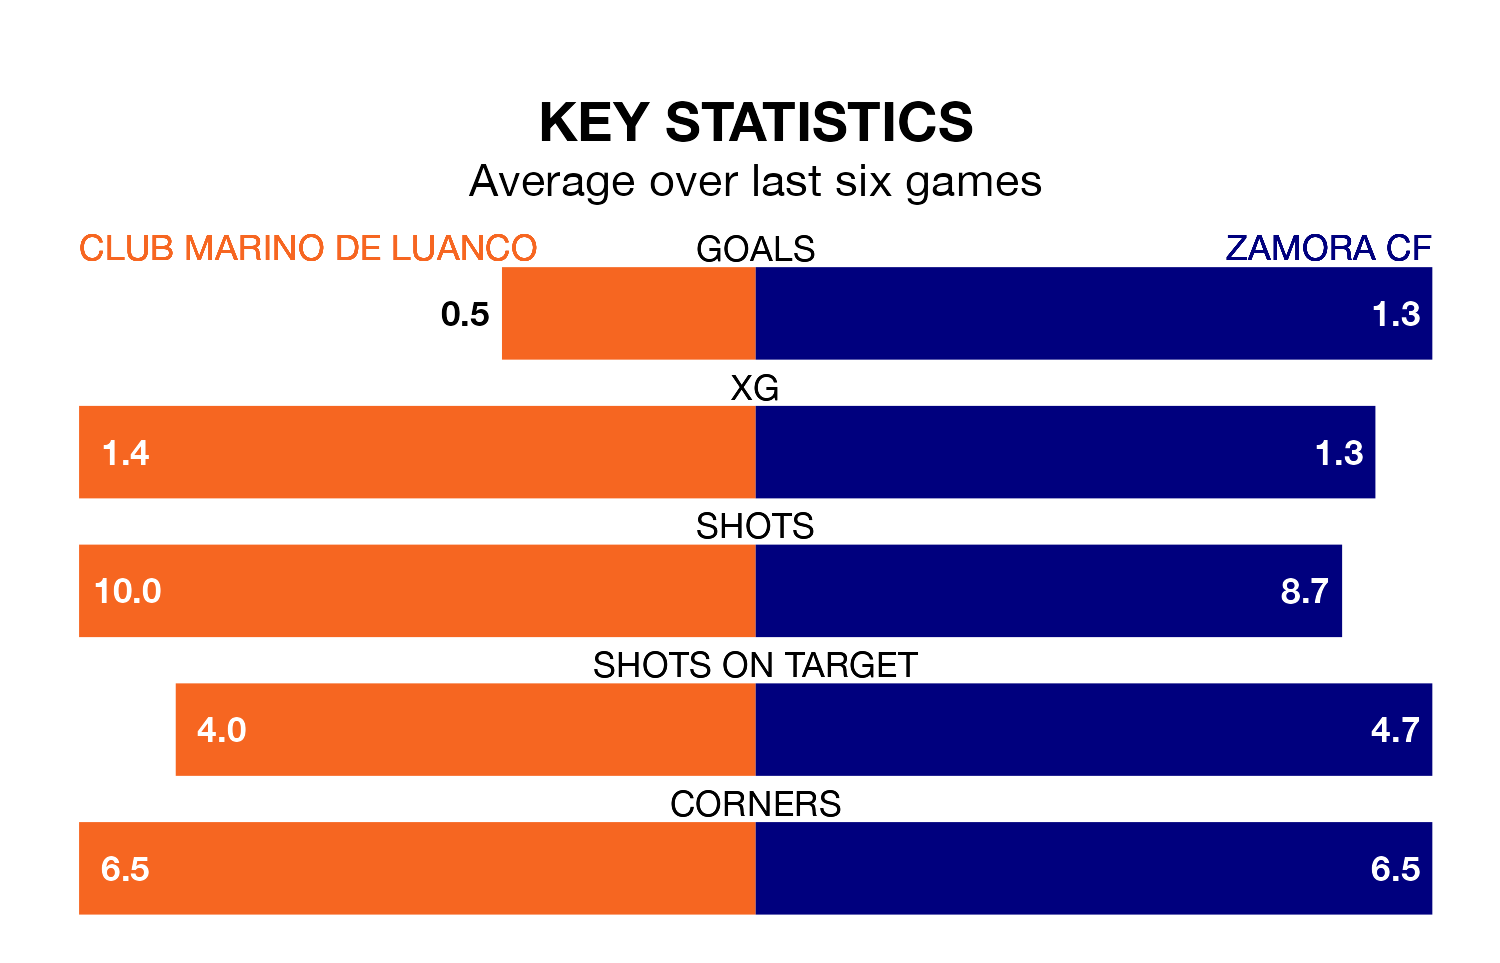 KEY STATISTICS
Average over last six games
CLUB MARINO DE LUANCO GOALS ZAMORA CF
0.5 1.3
XG
1.4 1.3
SHOTS
10.0 8.7
SHOTS ON TARGET
4.0 4.7
CORNERS
6.5 6.5